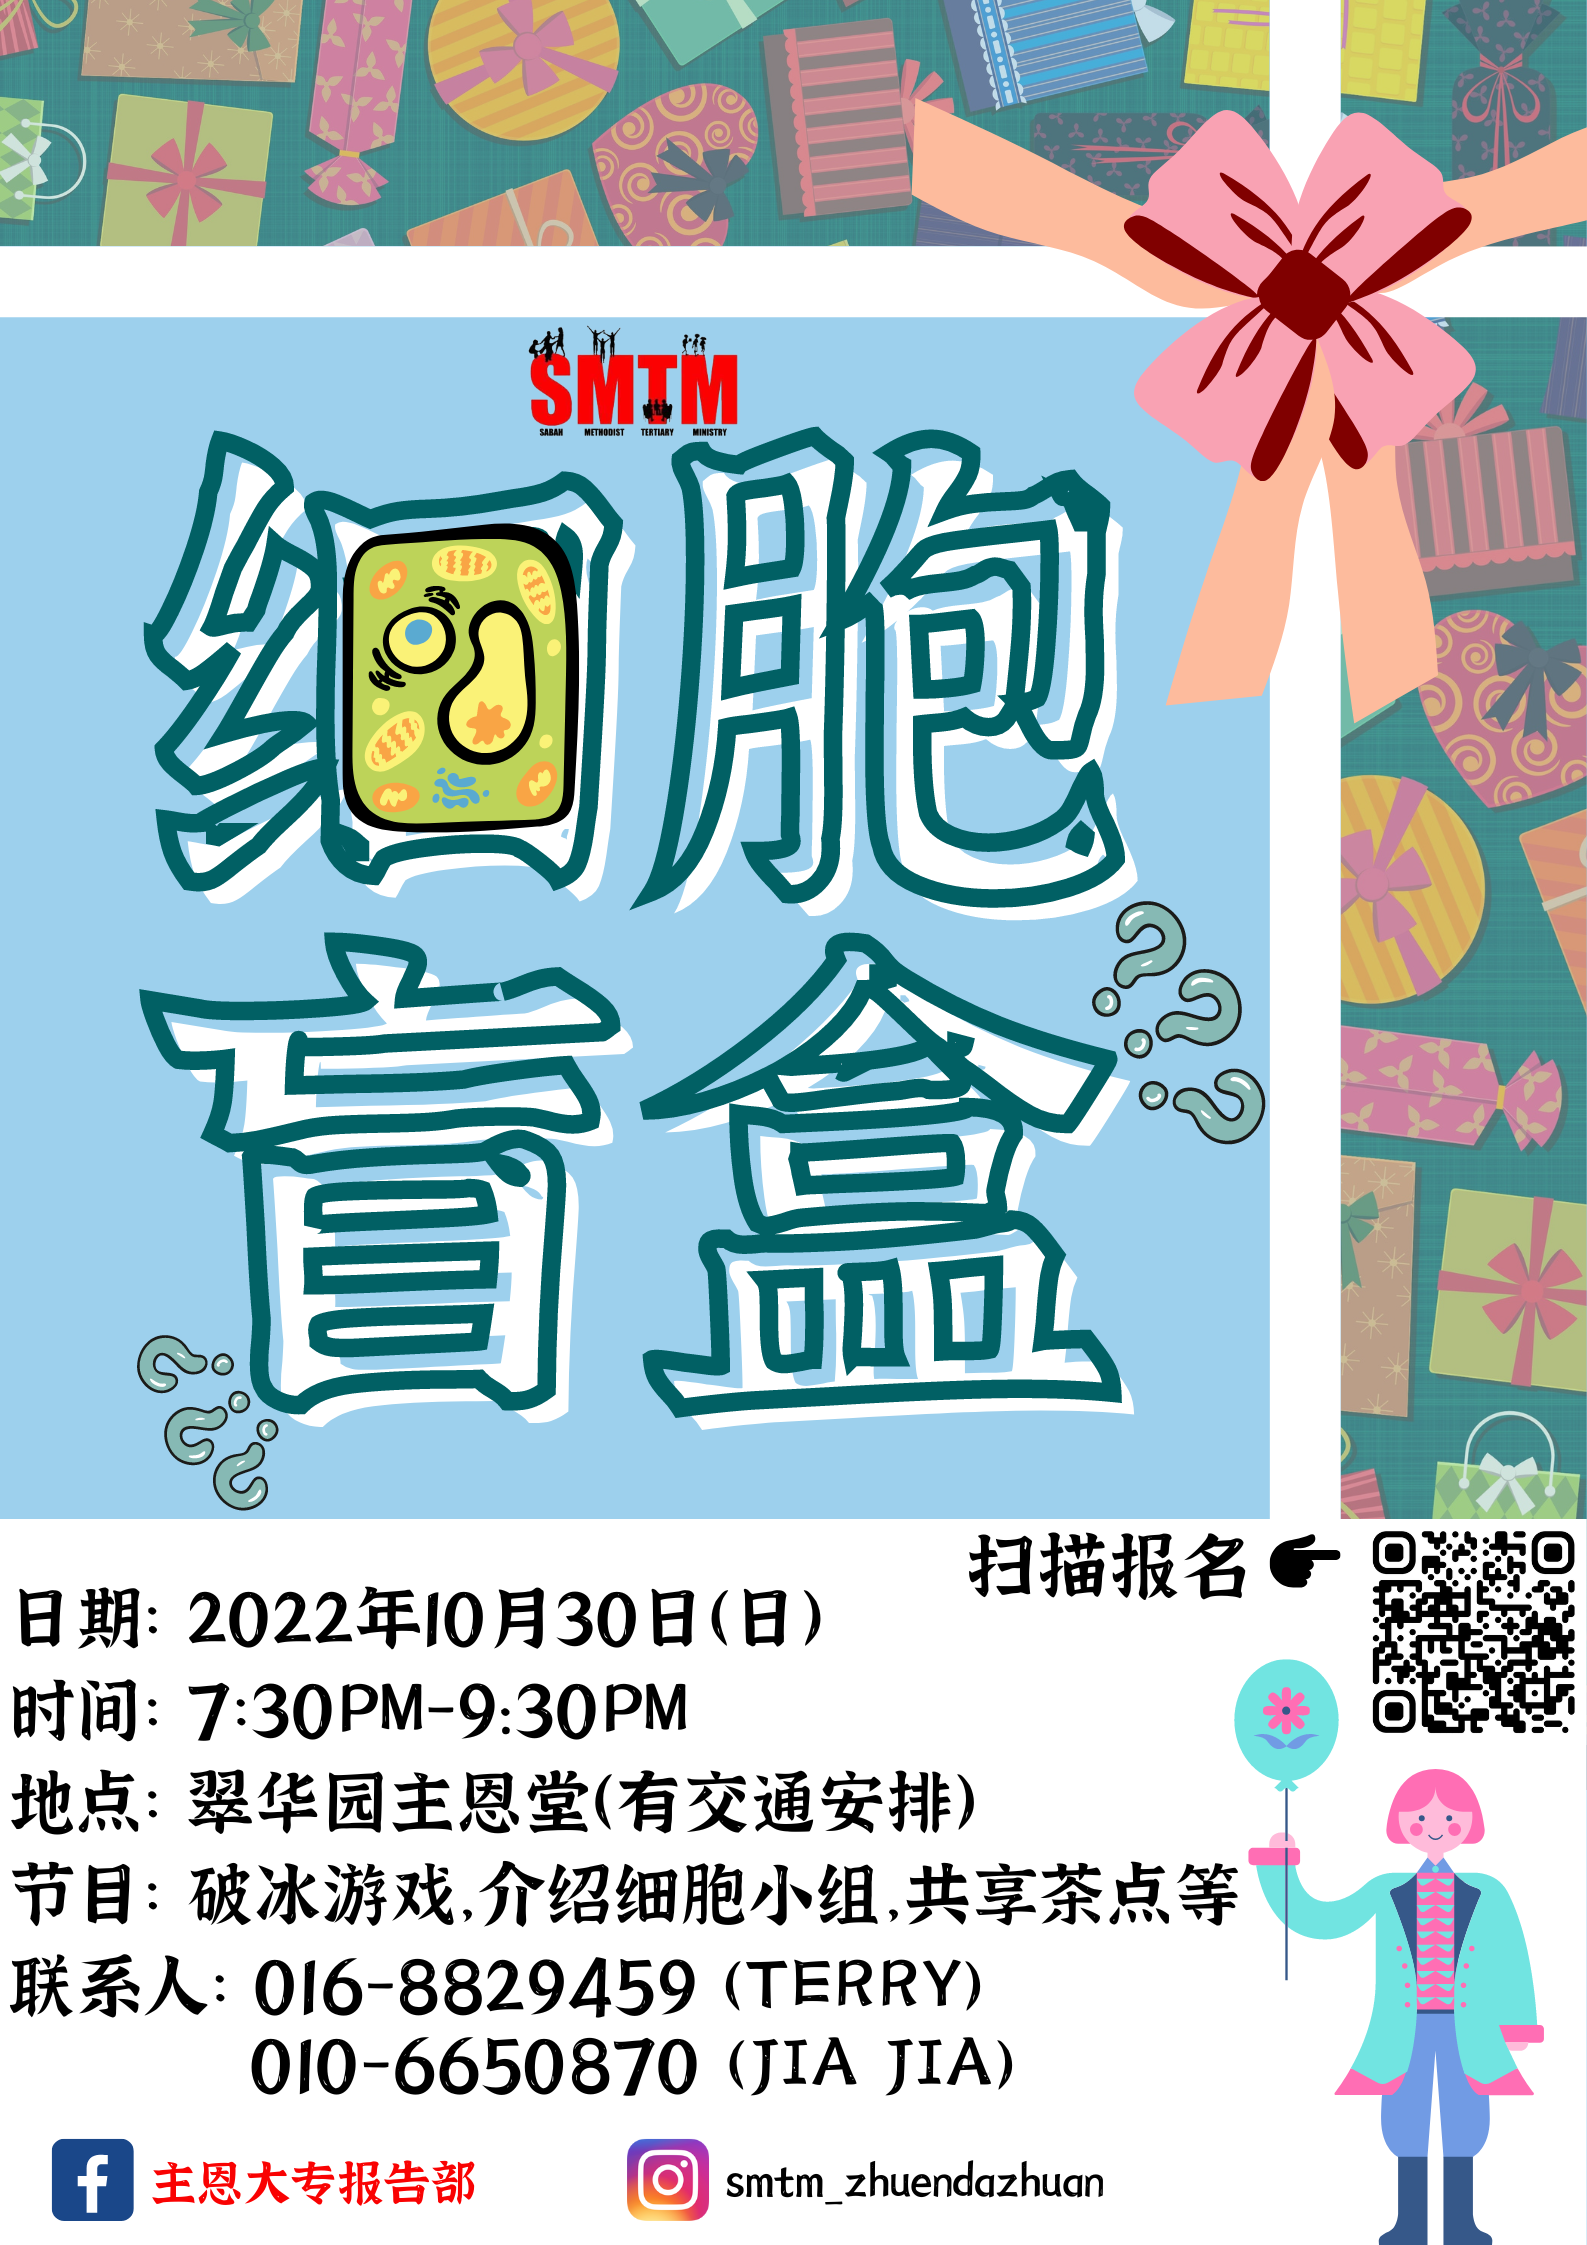 SMTM
SABAH METHODIST TERTIARY MINISTRY
细胞
盲盒
扫描报名
日期: 2022年10月30日(日)
时间: 7:30PM-9:30PM
地点: 翠华园主恩堂(有交通安排)
节目: 破冰游戏,介绍细胞小组,共享茶点等
联系人: 016-8829459 (TERRY)
010-6650870 (JIA JIA)
主恩大专报告部
smtm_zhuendazhuan